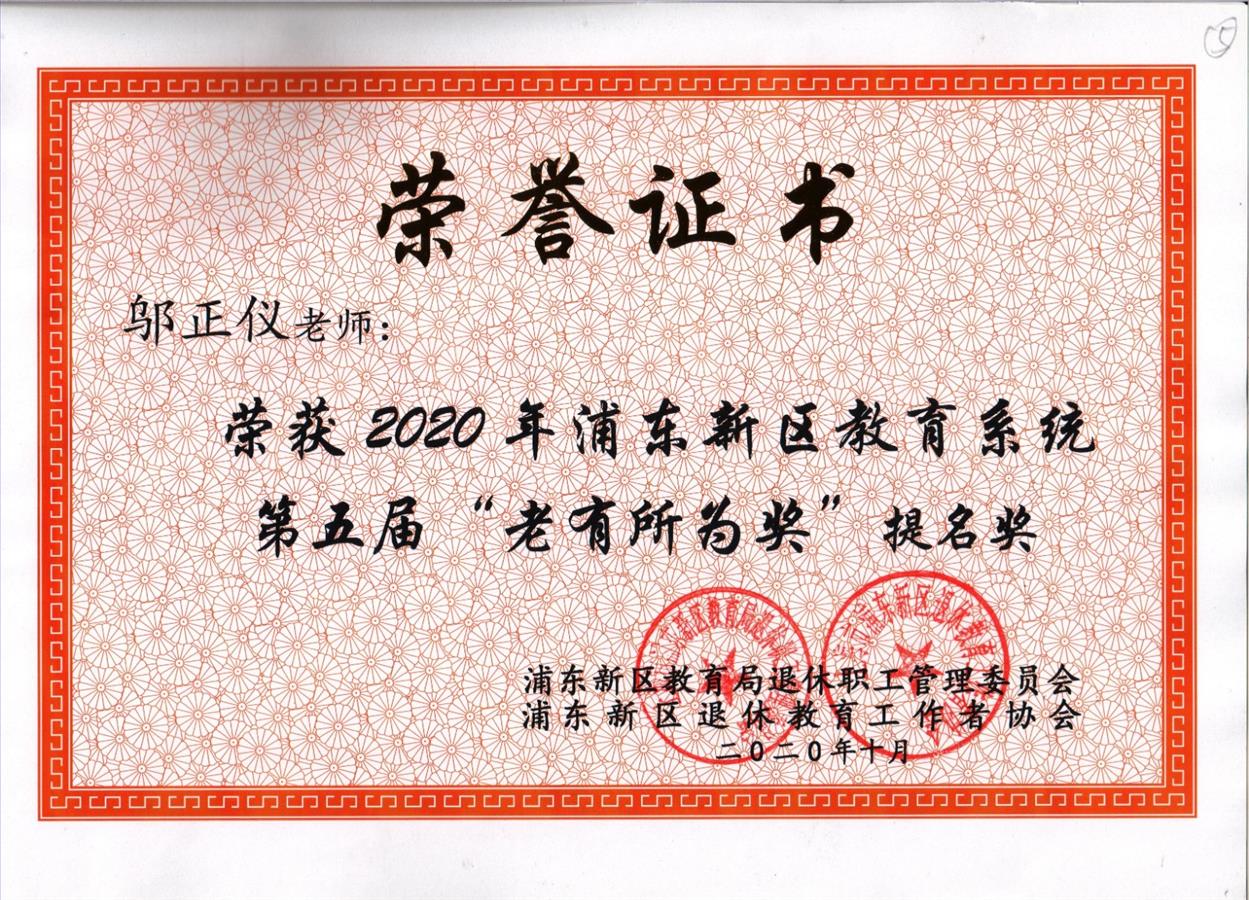 荣誉证书
邬正仪老师：
荣获2020年浦东新区教育系统
第五届“老有所为奖”提名奖
浦东新区教育局退休职工管理委员会
浦东新区退休教育工作者协会
二0二0年十月